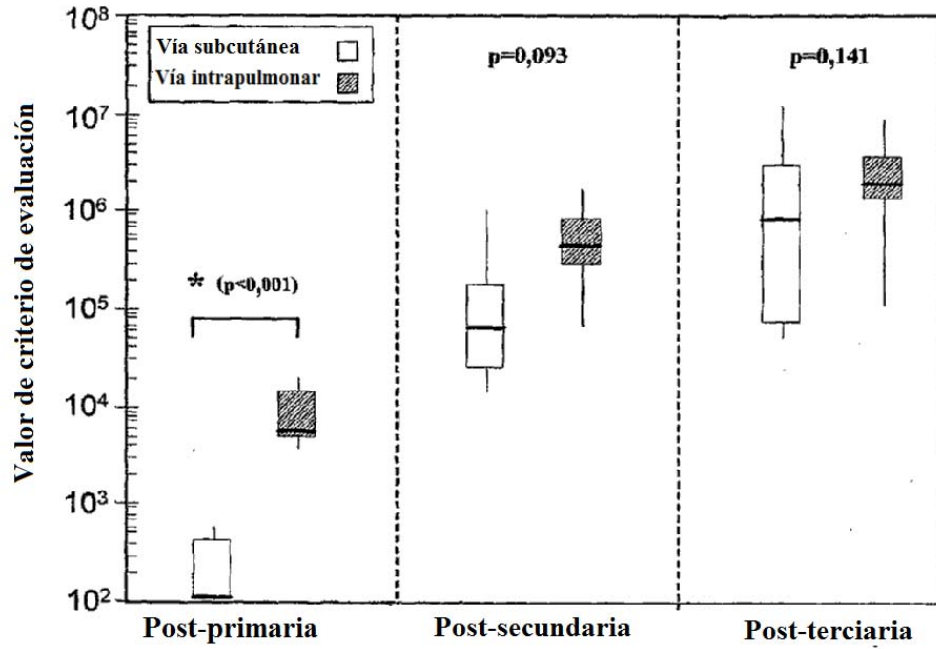 10⁸
Vía subcutánea
Vía intrapulmonar
p=0,093
p=0,141
10⁷
10⁶
* (p<0,001)
10⁵
10⁴
10³
10²
Valor de criterio de evaluación
Post-primaria
Post-secundaria
Post-terciaria